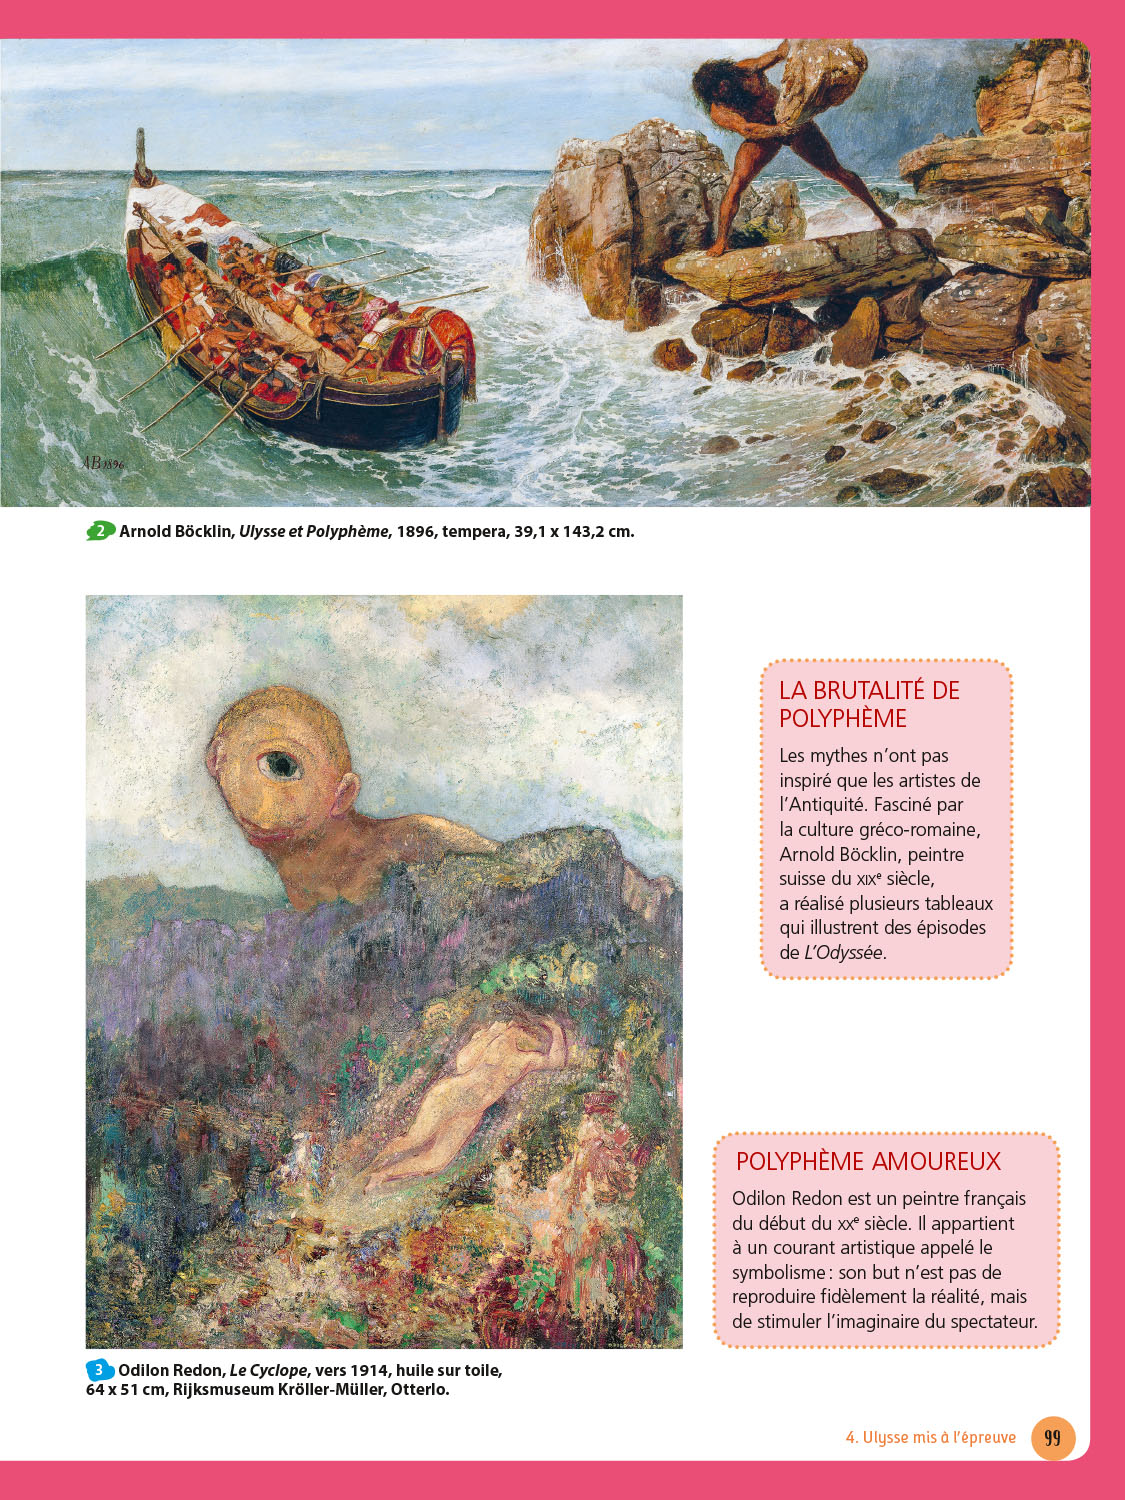 AB 1896
2 Arnold Böcklin, Ulysse et Polyphème, 1896, tempera, 39,1 x 143,2 cm.
LA BRUTALITÉ DE
POLYPHÈME
Les mythes n’ont pas
inspiré que les artistes de
l’Antiquité. Fasciné par
la culture gréco-romaine,
Arnold Böcklin, peintre
suisse du XIXe siècle,
a réalisé plusieurs tableaux
qui illustrent des épisodes
de L’Odyssée.
POLYPHÈME AMOUREUX
Odilon Redon est un peintre français
du début du XXe siècle. Il appartient
à un courant artistique appelé le
symbolisme : son but n’est pas de
reproduire fidèlement la réalité, mais
de stimuler l’imaginaire du spectateur.
3 Odilon Redon, Le Cyclope, vers 1914, huile sur toile,
64 x 51 cm, Rijksmuseum Kröller-Müller, Otterlo.
4. Ulysse mis à l’épreuve 99